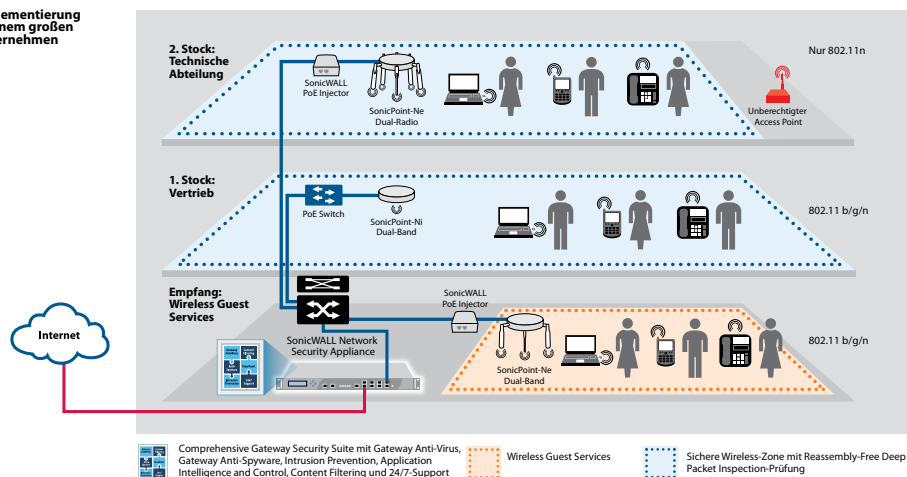 lementierung
nem großen
ernehmen
2. Stock:
Technische
Abteilung
SonicWALL
PoE Injector
SonicPoint-Ne
Dual-Radio
Nur 802.11n
Unberechtigter
Access Point
1. Stock:
Vertrieb
PoE Switch
SonicPoint-Ni
Dual-Band
802.11 b/g/n
Empfang:
Wireless Guest
Services
SonicWALL
PoE Injector
Internet
SonicWALL Network
Security Appliance
SonicPoint-Ne
Dual-Band
802.11 b/g/n
Comprehensive Gateway Security Suite mit Gateway Anti-Virus,
Gateway Anti-Spyware, Intrusion Prevention, Application
Intelligence and Control, Content Filtering und 24/7-Support
Wireless Guest Services
Sichere Wireless-Zone mit Reassembly-Free Deep
Packet Inspection-Prüfung